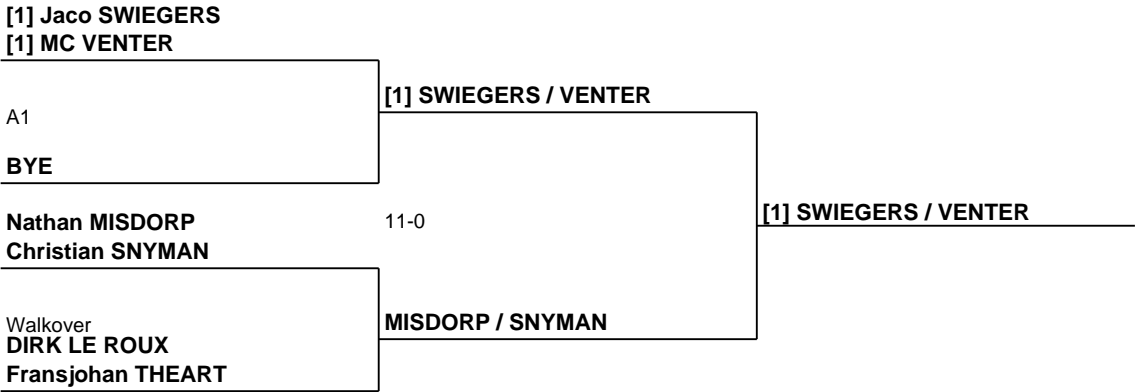 [1] Jaco SWIEGERS
[1] MC VENTER
[1] SWIEGERS / VENTER
A1
BYE
Nathan MISDORP
11-0
[1] SWIEGERS / VENTER
Christian SNYMAN
Walkover
MISDORP / SNYMAN
DIRK LE ROUX
Fransjohan THEART